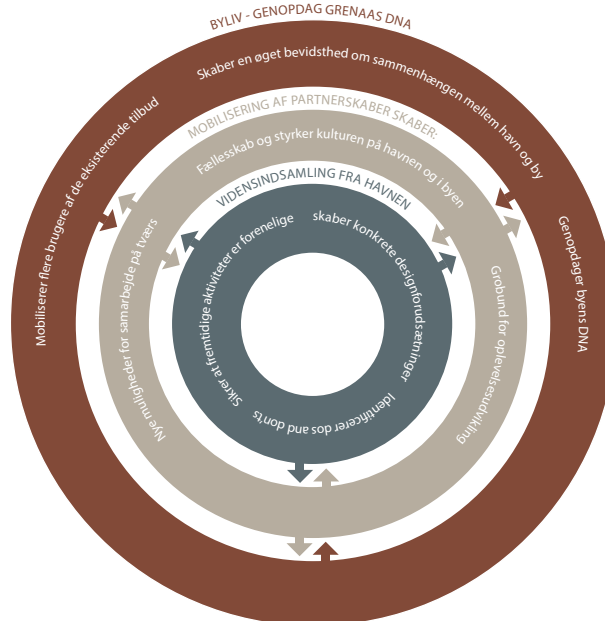 BYLIV - GENOPDAG GRENAAS DNA
Skaber en øget bevidsthed om sammenhængen mellem havn og by
Genopdager byens DNA
Mobiliserer flere brugere af de eksisterende tilbud
MOBILISERING AF PARTNERSKABER SKABER:
Fællesskab og styrker kulturen på havnen og i byen
Grobund for oplevelsesudvikling
Nye muligheder for samarbejde på tværs
VIDENSINDSAMLING FRA HAVNEN
skaber konkrete designforudsætninger
Identificerer dos and don'ts
Siker at fremtidige aktiviteter er forenelige